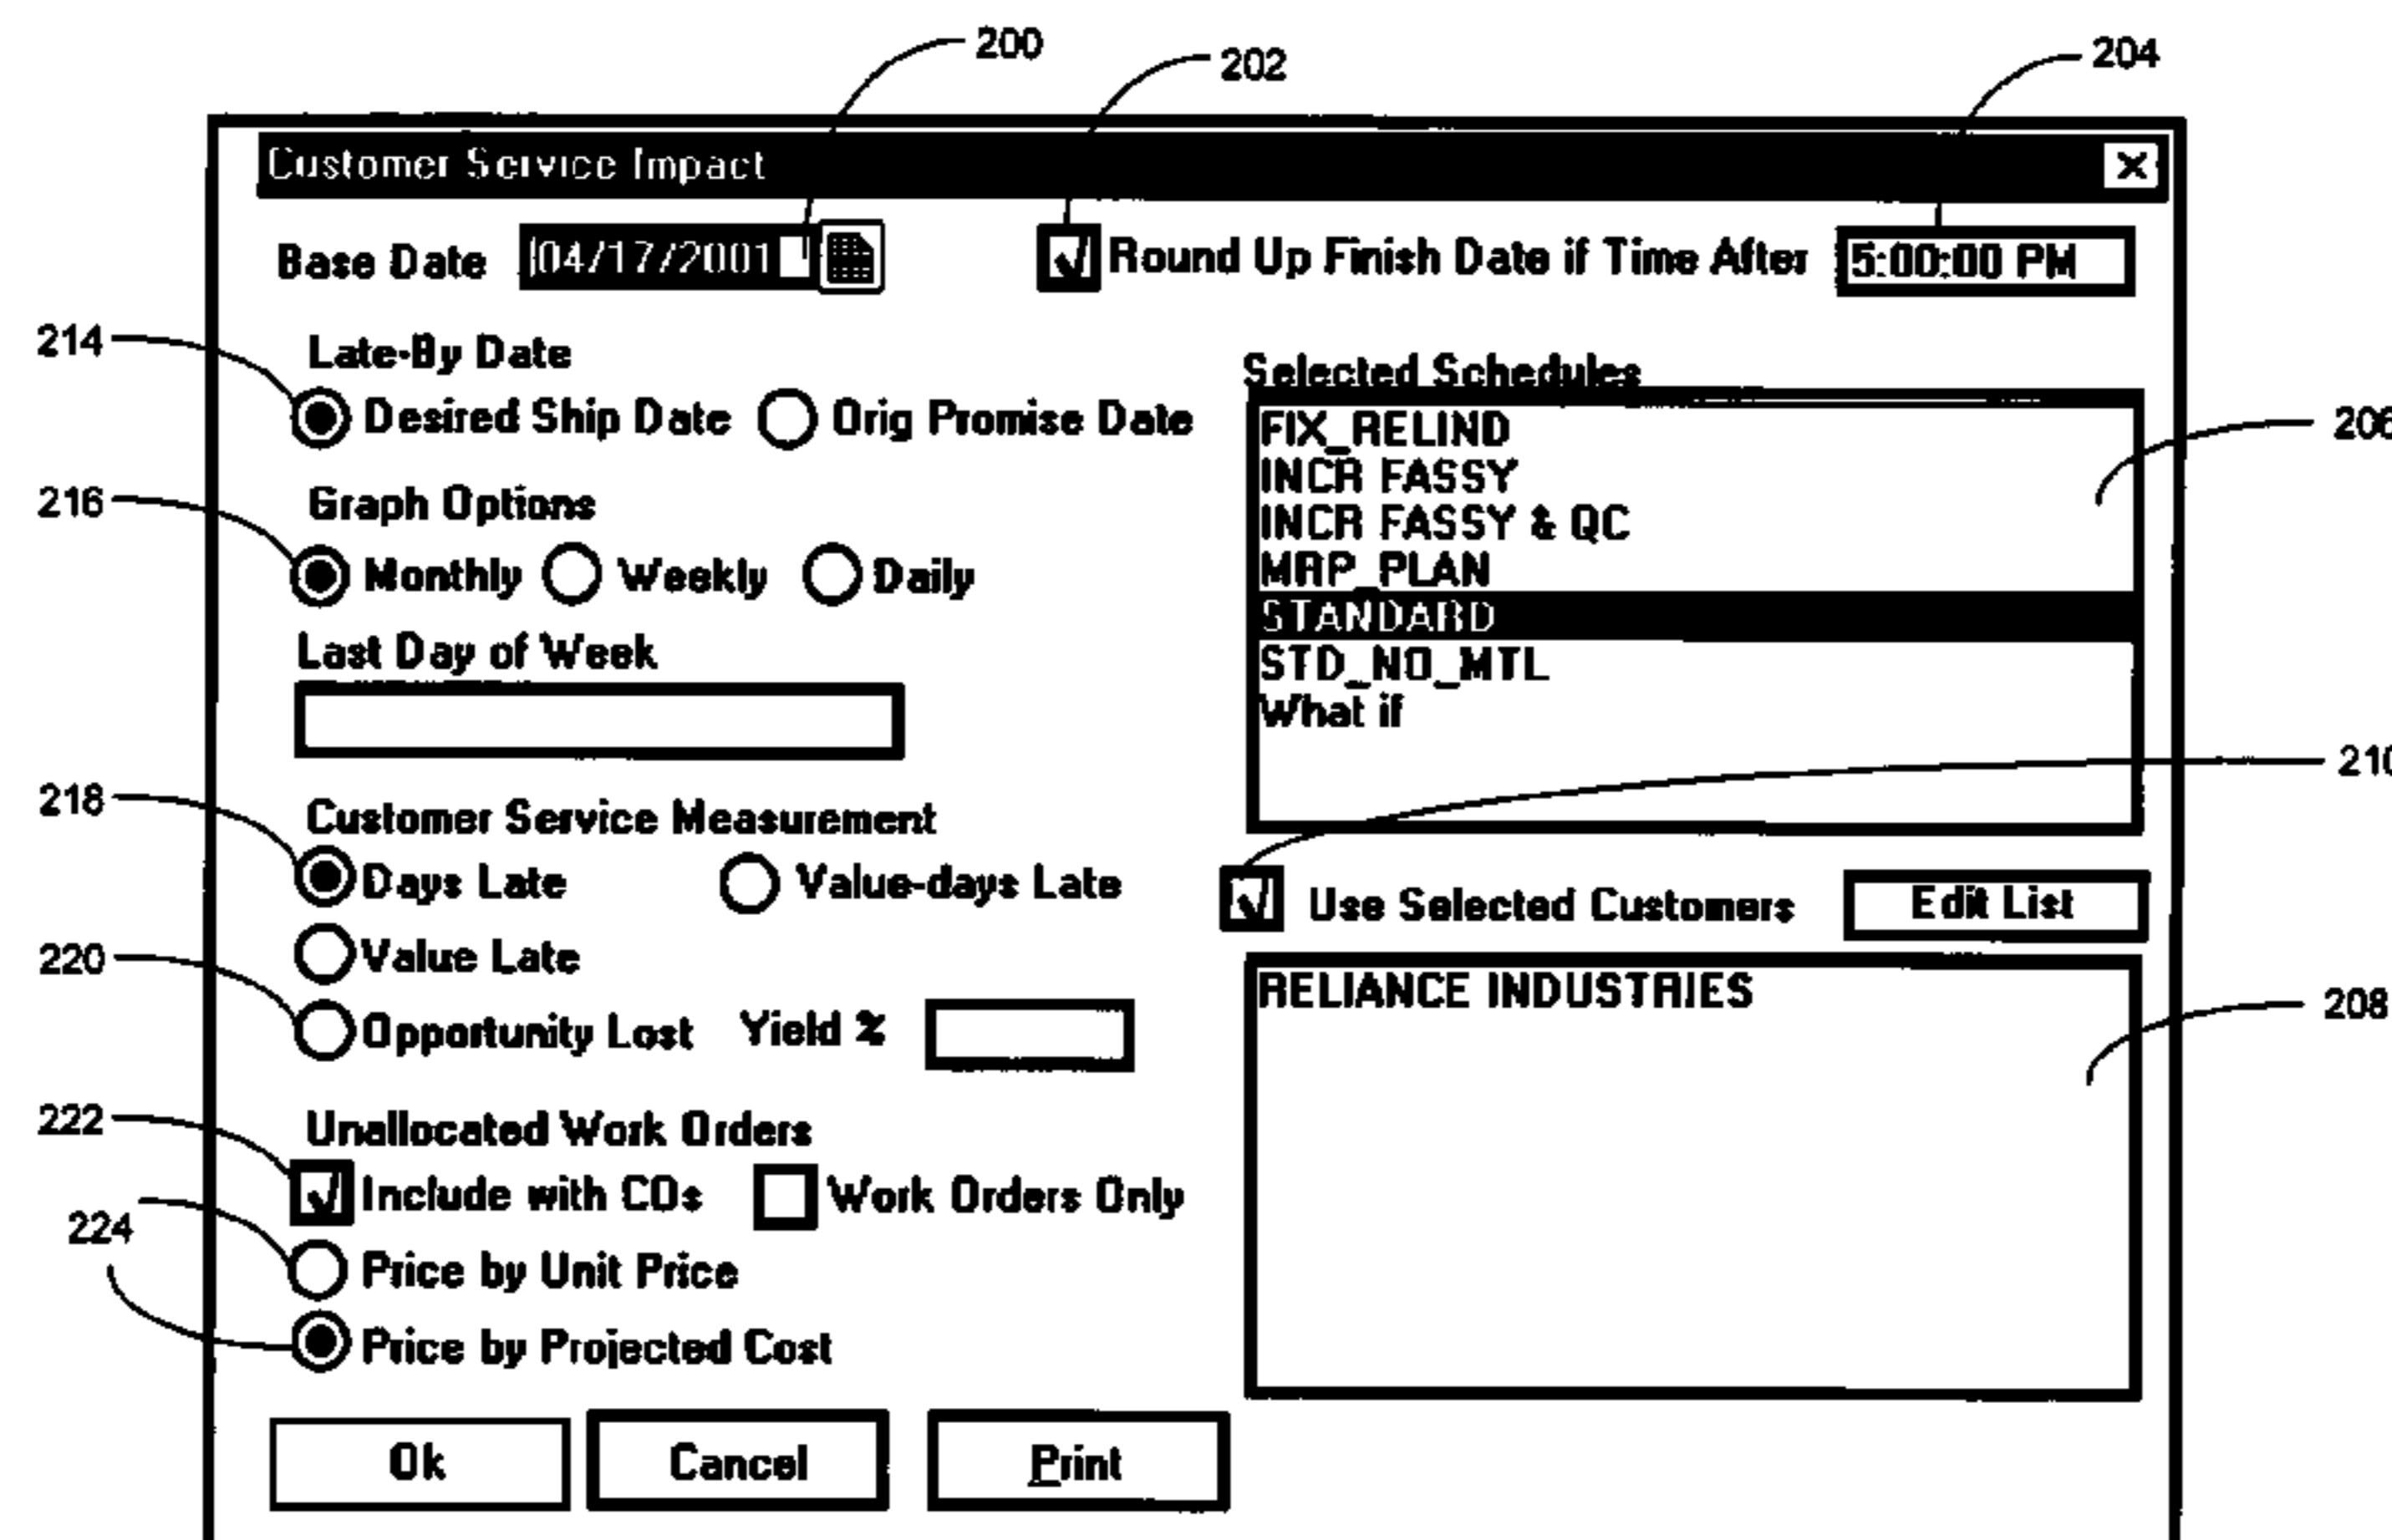 200 202 204
Customer Service Impact
Base Date 04/17/2001 Round Up Finish Date if Time After 5:00:00 PM
214 Late-By Date
Desired Ship Date Orig Promise Date
216 Graph Options
Monthly Weekly Daily
Last Day of Week
218 Customer Service Measurement
Days Late Value-days Late
Value Late
220 Opportunity Lost Yield %
222 Unallocated Work Orders
Include with COs Work Orders Only
224 Price by Unit Price
Price by Projected Cost
Ok Cancel Print
Selected Schedules
FIX_RELIND
206
INCR FASSY
INCR FASSY & QC
MRP_PLAN
STANDARD
STD_NO_MTL
What if
210
Use Selected Customers Edit List
RELIANCE INDUSTRIES
208